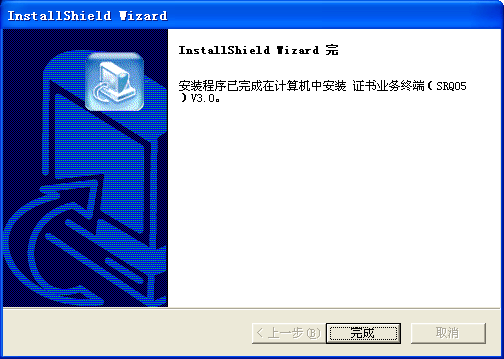 InstallShield Wizard
InstallShield Wizard 完
安装程序已完成在计算机中安装 证书业务终端(SRQ05
)V3.0。
< 上一步(B)
完成
取消